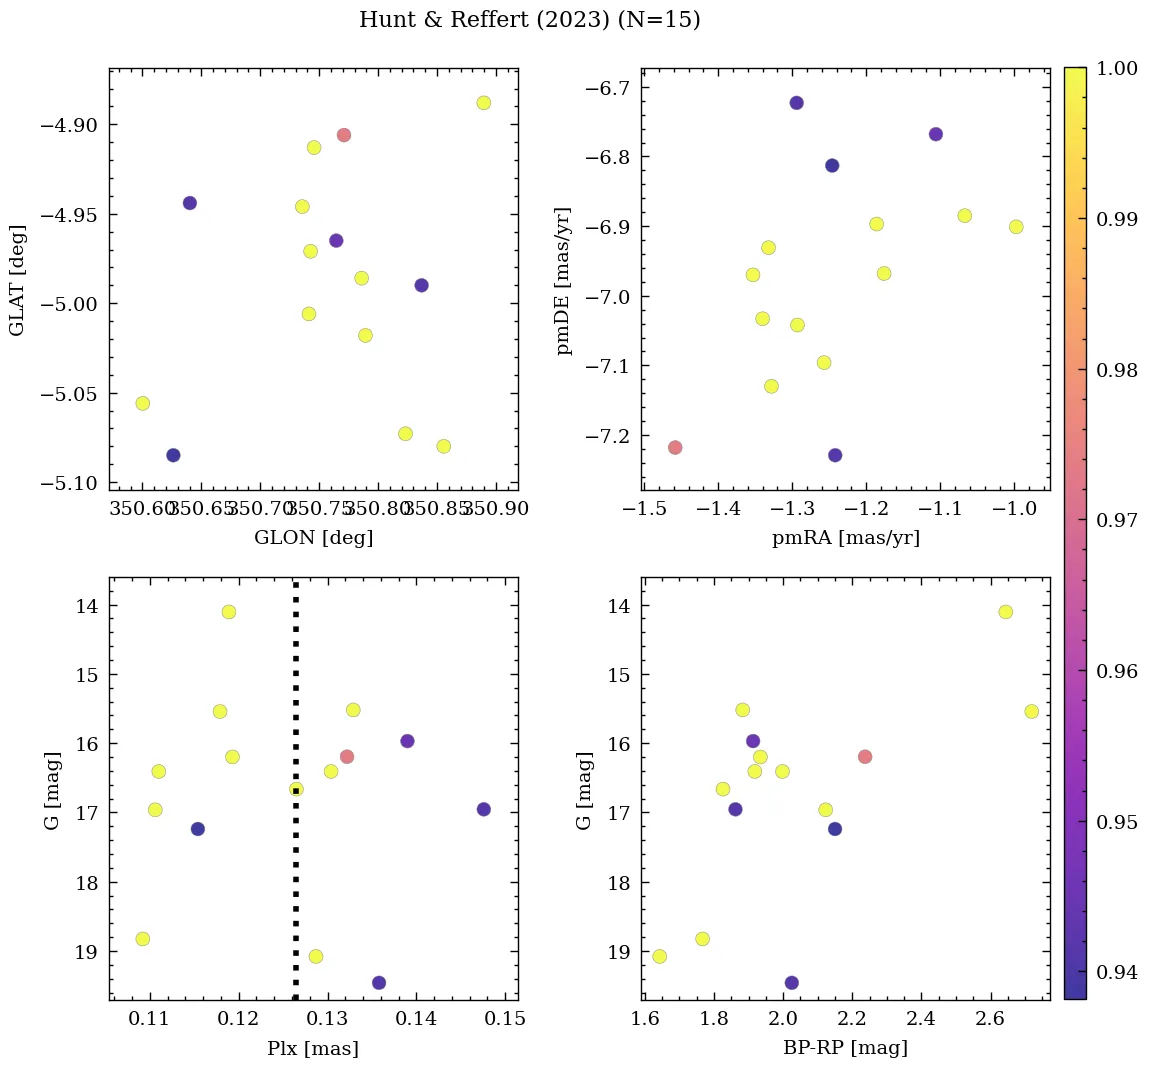 Hunt & Reffert (2023) (N=15)
−4.90
−4.95
−5.00
−5.05
−5.10
GLAT [deg]
350.60 350.65 350.70 350.75 350.80 350.85 350.90
GLON [deg]
−6.7
−6.8
−6.9
−7.0
−7.1
−7.2
pmDE [mas/yr]
−1.5 −1.4 −1.3 −1.2 −1.1 −1.0
pmRA [mas/yr]
14
15
16
17
18
19
G [mag]
0.11 0.12 0.13 0.14 0.15
Plx [mas]
14
15
16
17
18
19
G [mag]
1.6 1.8 2.0 2.2 2.4 2.6
BP-RP [mag]
1.00
0.99
0.98
0.97
0.96
0.95
0.94